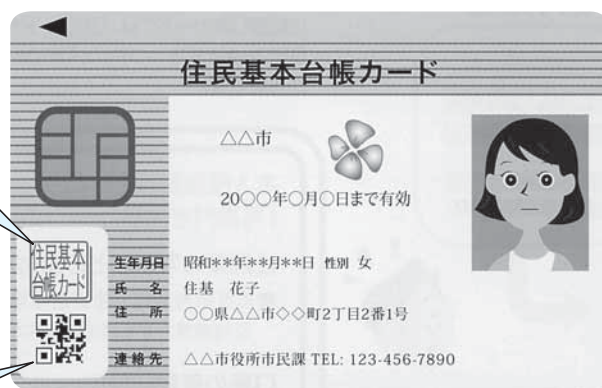 住民基本台帳カード
△△市
20○○年○月○日まで有効
住民基本
台帳カード
生年月日 昭和**年**月**日 性別 女
氏 名 住基 花子
住 所 ○○県△△市◇◇町2丁目2番1号
連絡先 △△市役所市民課 TEL: 123-456-7890